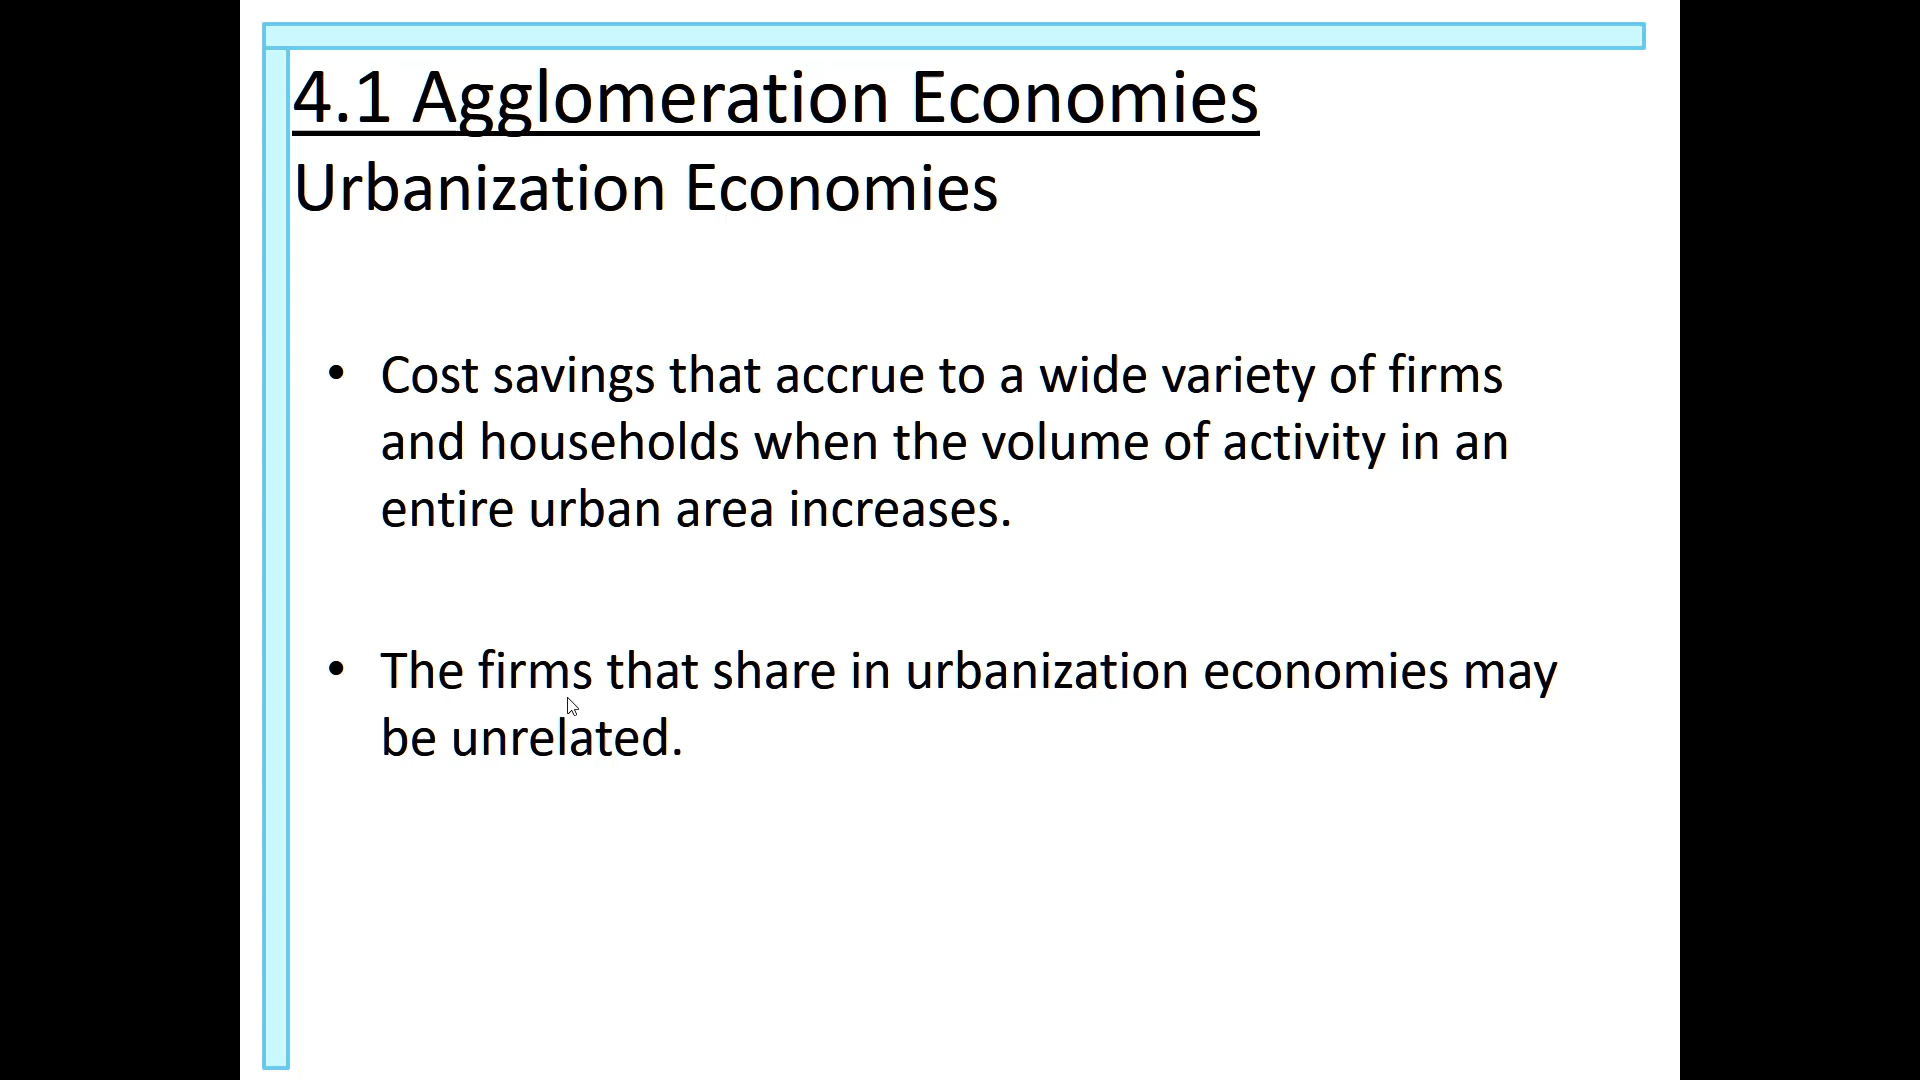 4.1 Agglomeration Economies
Urbanization Economies
• Cost savings that accrue to a wide variety of firms
and households when the volume of activity in an
entire urban area increases.
• The firms that share in urbanization economies may
be unrelated.